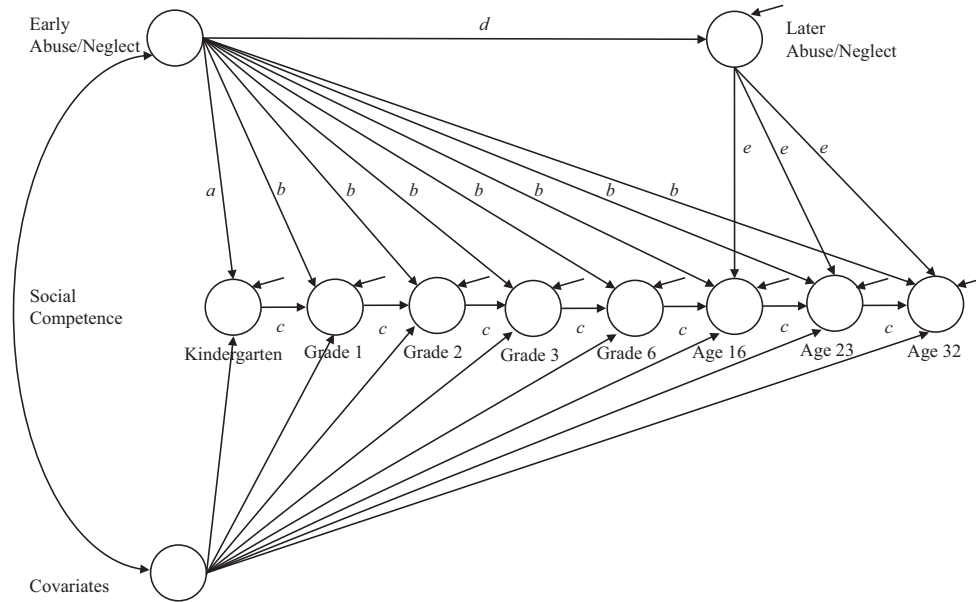 Early
Abuse/Neglect
d
Later
Abuse/Neglect
e
e
e
a
b
b
b
b
b
b
b
Social
Competence
c
c
c
c
c
c
c
Kindergarten
Grade 1
Grade 2
Grade 3
Grade 6
Age 16
Age 23
Age 32
Covariates